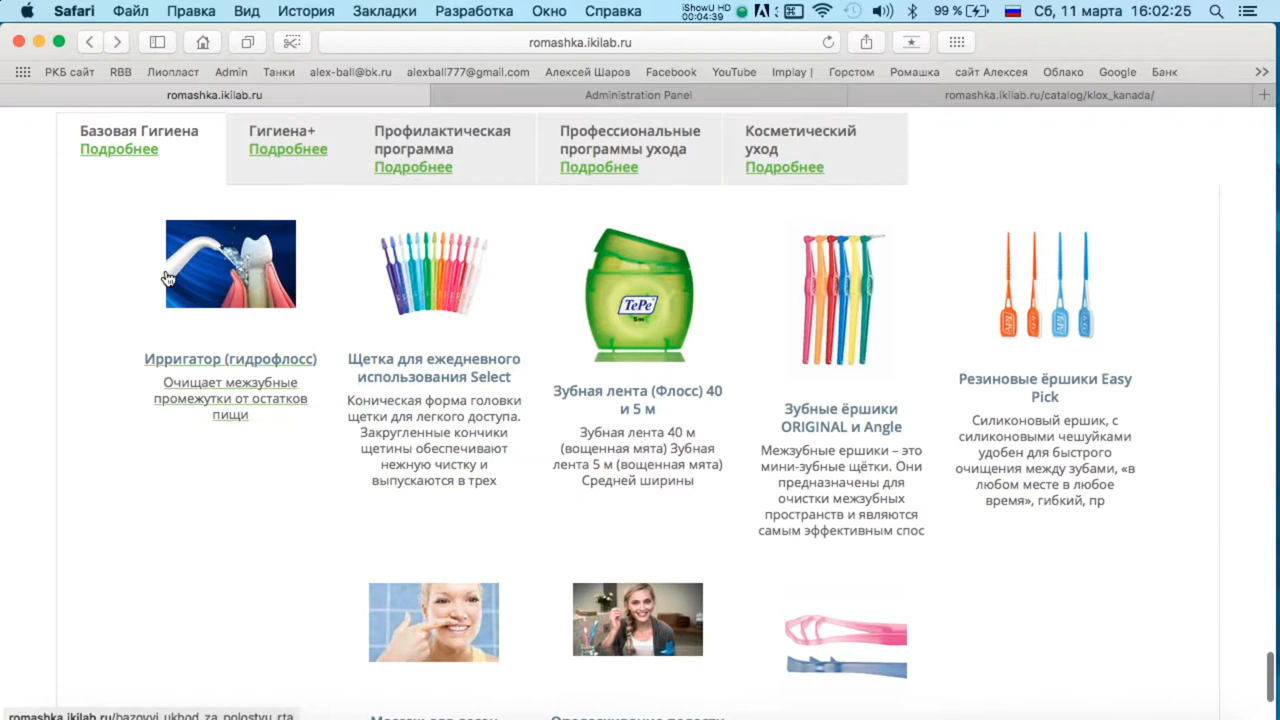 Safari Файл Правка Вид История Закладки Разработка Окно Справка iShowU HD 00:04:39 99 % Сб, 11 марта 16:02:25
romashka.ikilab.ru
РКБ сайт RBB Лиопласт Admin Танки alex-ball@bk.ru alexball777@gmail.com Алексей Шаров Facebook YouTube Implay | Горстом Ромашка сайт Алексея Облако Google Банк
romashka.ikilab.ru Administration Panel romashka.ikilab.ru/catalog/klox_kanada/
Базовая Гигиена
Подробнее
Гигиена+
Подробнее
Профилактическая
программа
Подробнее
Профессиональные
программы ухода
Подробнее
Косметический
уход
Подробнее
Ирригатор (гидрофлосс)
Очищает межзубные
промежутки от остатков
пищи
Щетка для ежедневного
использования Select
Коническая форма головки
щетки для легкого доступа.
Закругленные кончики
щетины обеспечивают
нежную чистку и
выпускаются в трех
TePe
5 m
Зубная лента (Флосс) 40
и 5 м
Зубная лента 40 м
(вощенная мята) Зубная
лента 5 м (вощенная мята)
Средней ширины
Зубные ёршики
ORIGINAL и Angle
Межзубные ершики – это
мини-зубные щётки. Они
предназначены для
очистки межзубных
пространств и являются
самым эффективным спос
Резиновые ёршики Easy
Pick
Силиконовый ершик, с
силиконовыми чешуйками
удобен для быстрого
очищения между зубами, «в
любом месте в любое
время», гибкий, пр
romashka.ikilab.ru/bazovyi_ukhod_za_polostyu_rta